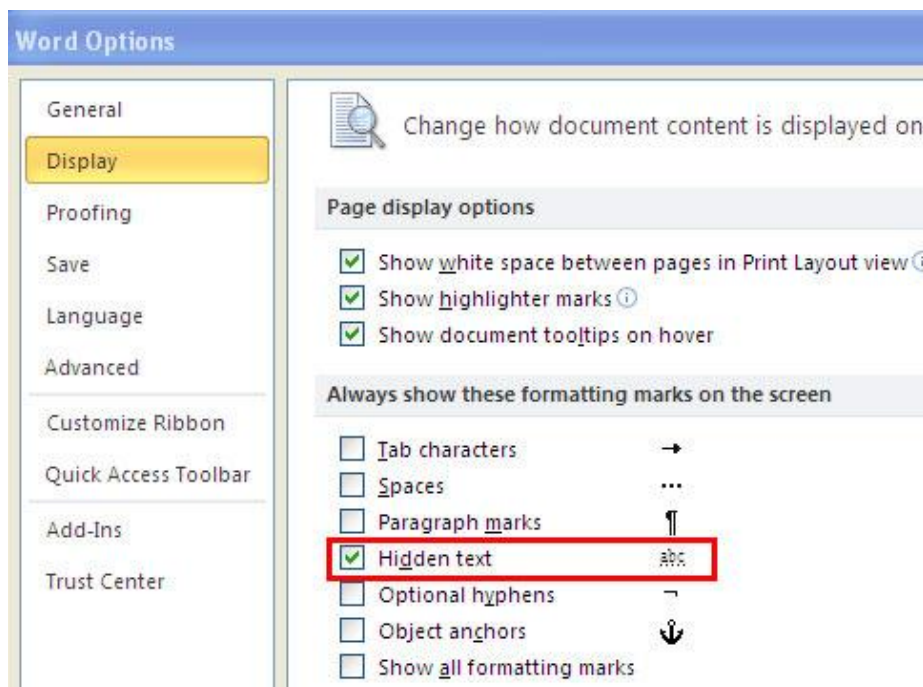 Word Options
General
Display
Proofing
Save
Language
Advanced
Customize Ribbon
Quick Access Toolbar
Add-Ins
Trust Center
Change how document content is displayed on
Page display options
Show white space between pages in Print Layout view
Show highlighter marks
Show document tooltips on hover
Always show these formatting marks on the screen
Tab characters →
Spaces ...
Paragraph marks ¶
Hidden text abc
Optional hyphens ¬
Object anchors
Show all formatting marks